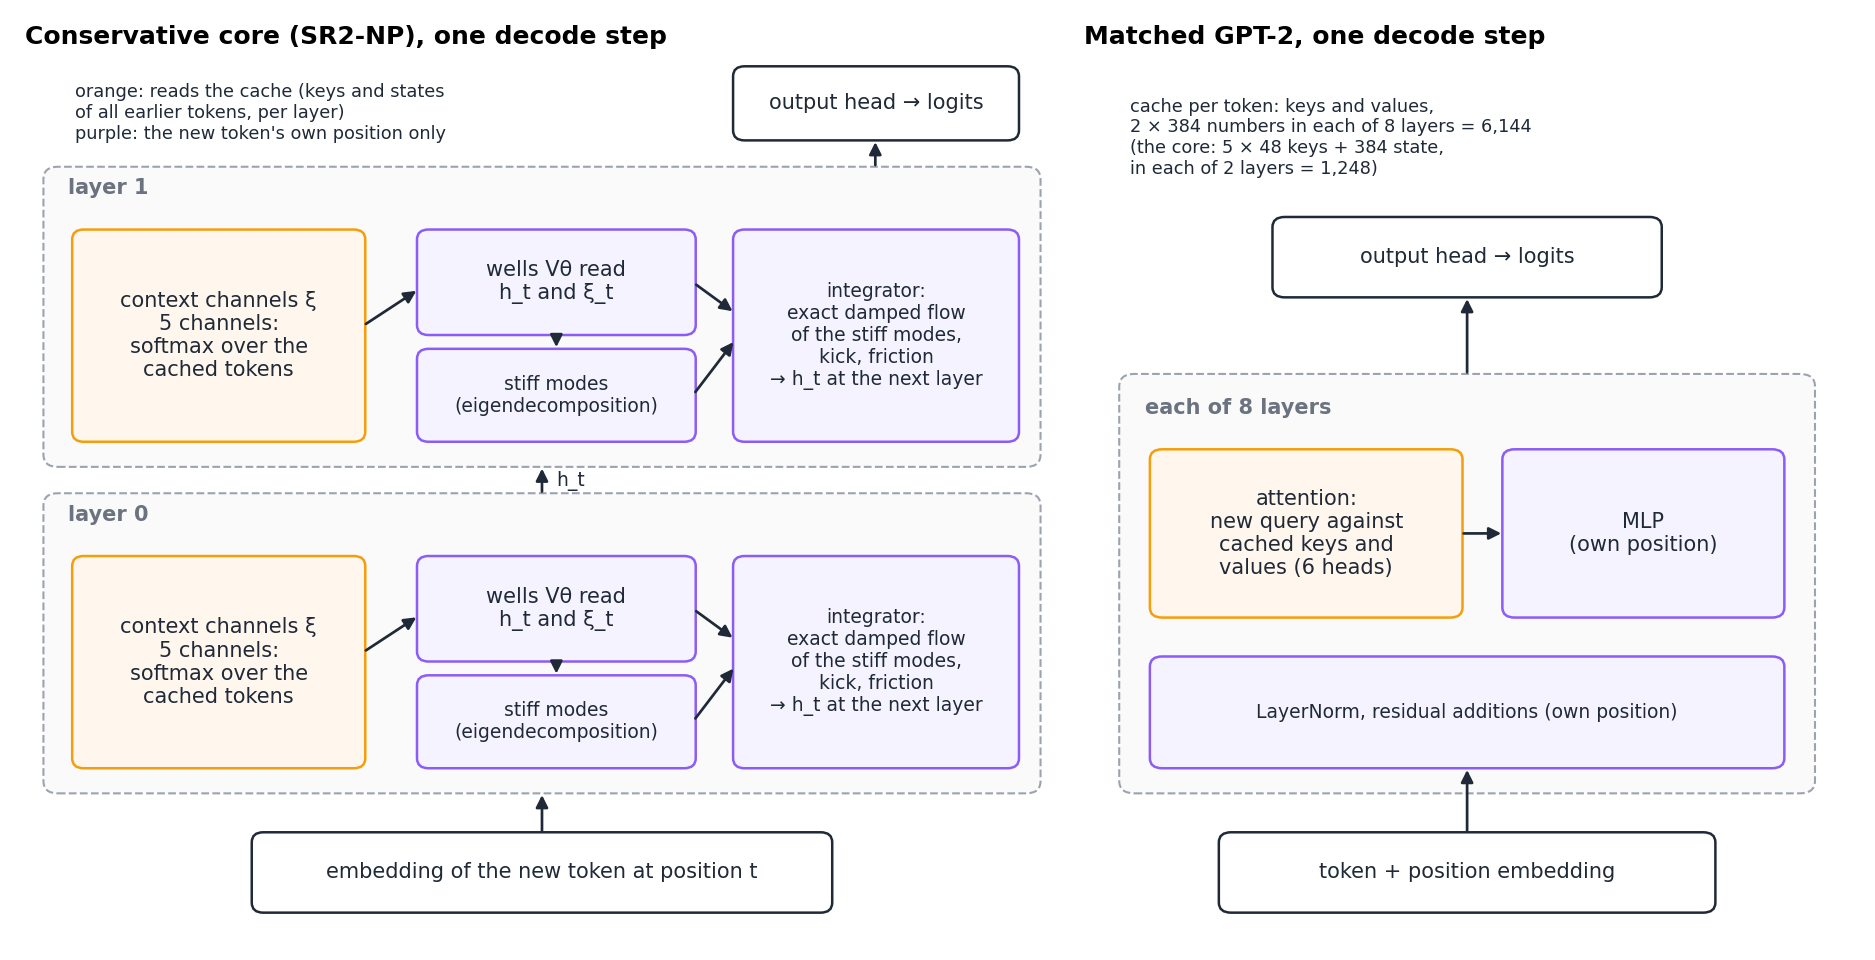 Conservative core (SR2-NP), one decode step
orange: reads the cache (keys and states
of all earlier tokens, per layer)
purple: the new token's own position only
output head → logits
layer 1
context channels ξ
5 channels:
softmax over the
cached tokens
wells Vθ read
h_t and ξ_t
stiff modes
(eigendecomposition)
integrator:
exact damped flow
of the stiff modes,
kick, friction
→ h_t at the next layer
h_t
layer 0
context channels ξ
5 channels:
softmax over the
cached tokens
wells Vθ read
h_t and ξ_t
stiff modes
(eigendecomposition)
integrator:
exact damped flow
of the stiff modes,
kick, friction
→ h_t at the next layer
embedding of the new token at position t
Matched GPT-2, one decode step
cache per token: keys and values,
2 × 384 numbers in each of 8 layers = 6,144
(the core: 5 × 48 keys + 384 state,
in each of 2 layers = 1,248)
output head → logits
each of 8 layers
attention:
new query against
cached keys and
values (6 heads)
MLP
(own position)
LayerNorm, residual additions (own position)
token + position embedding